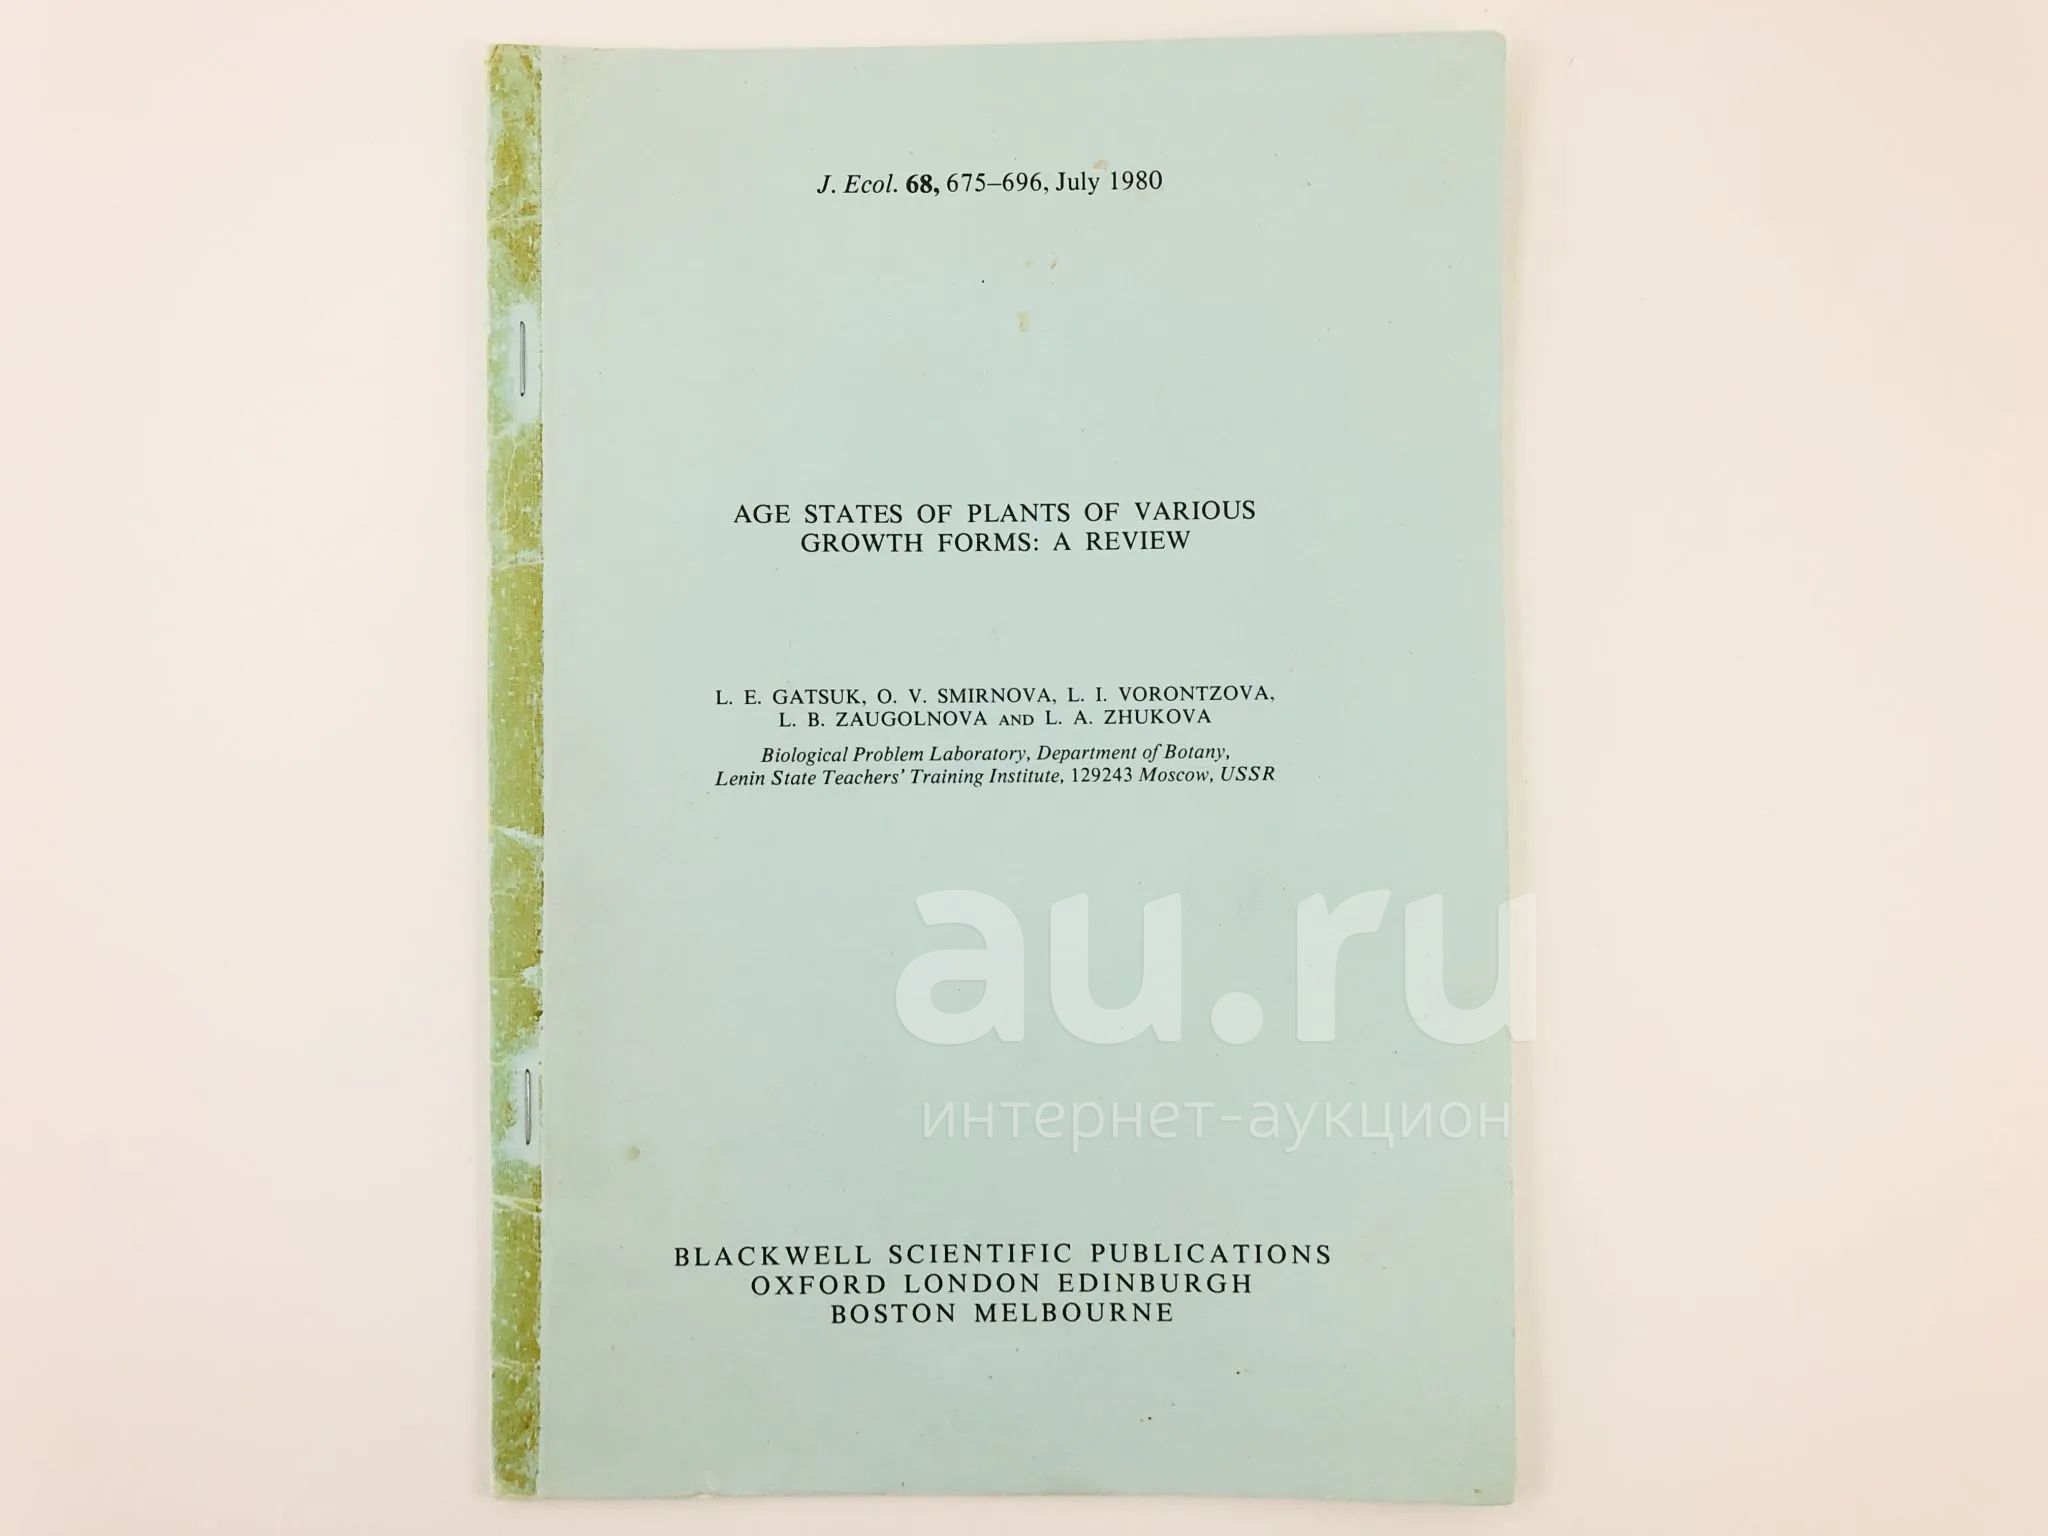 J. Ecol. 68, 675–696, July 1980
AGE STATES OF PLANTS OF VARIOUS
GROWTH FORMS: A REVIEW
L. E. GATSUK, O. V. SMIRNOVA, L. I. VORONTZOVA,
L. B. ZAUGOLNOVA AND L. A. ZHUKOVA
Biological Problem Laboratory, Department of Botany,
Lenin State Teachers' Training Institute, 129243 Moscow, USSR
au.ru
интернет-аукцион
BLACKWELL SCIENTIFIC PUBLICATIONS
OXFORD LONDON EDINBURGH
BOSTON MELBOURNE